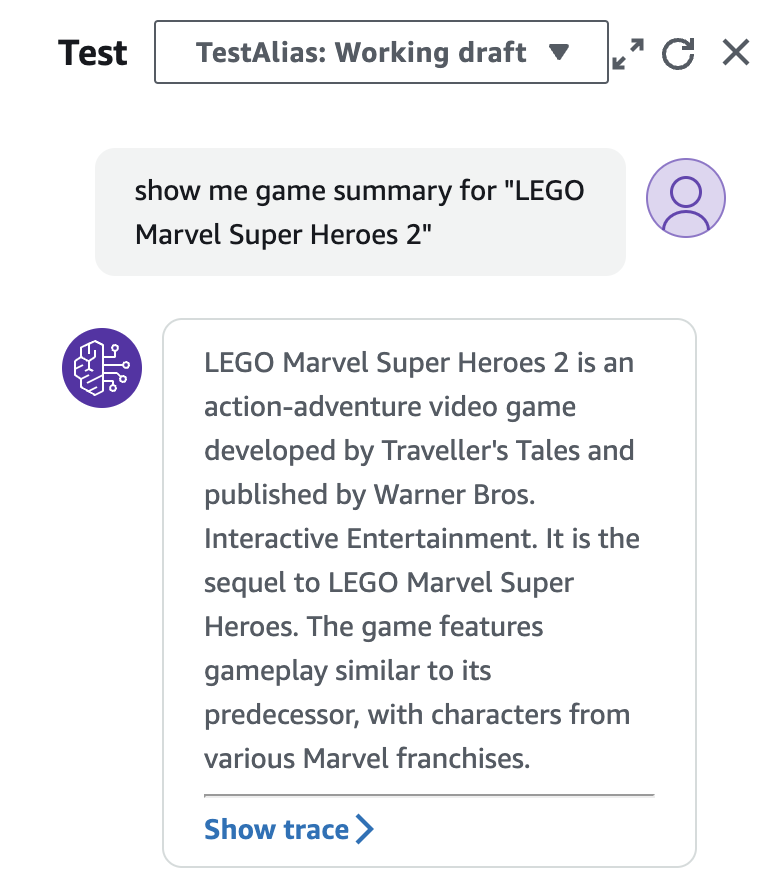 Test
TestAlias: Working draft
show me game summary for "LEGO
Marvel Super Heroes 2"
LEGO Marvel Super Heroes 2 is an
action-adventure video game
developed by Traveller's Tales and
published by Warner Bros.
Interactive Entertainment. It is the
sequel to LEGO Marvel Super
Heroes. The game features
gameplay similar to its
predecessor, with characters from
various Marvel franchises.
Show trace